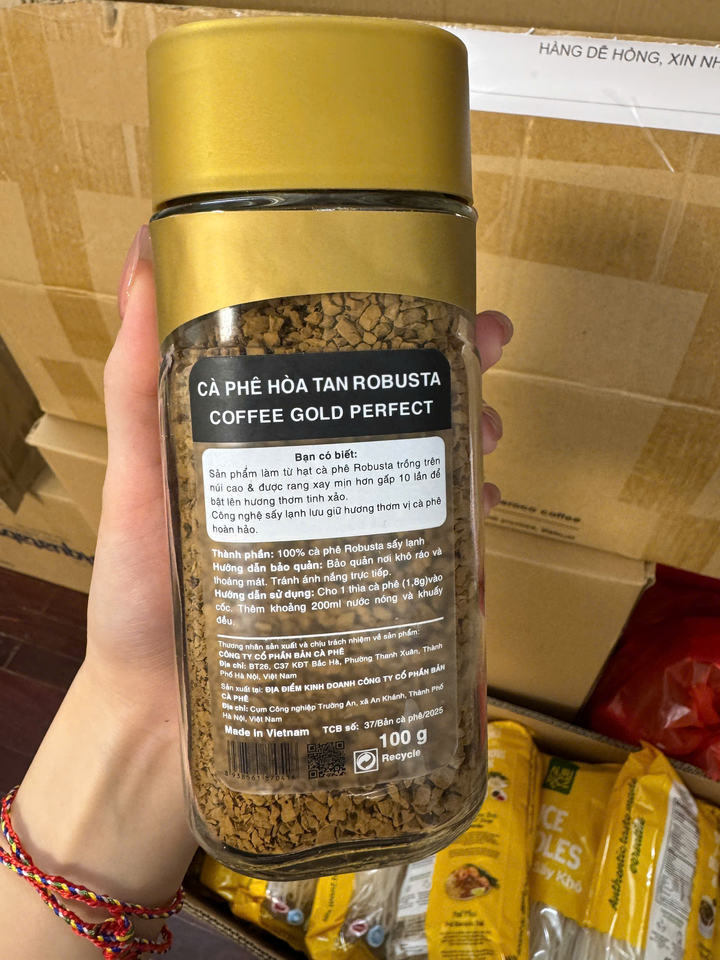 HÀNG DỄ HỎNG, XIN NH
CÀ PHÊ HÒA TAN ROBUSTA
COFFEE GOLD PERFECT
Bạn có biết:
Sản phẩm làm từ hạt cà phê Robusta trồng trên
núi cao & được rang xay mịn hơn gấp 10 lần để
bật lên hương thơm tinh xảo.
Công nghệ sấy lạnh lưu giữ hương thơm vị cà phê
hoàn hảo.
Thành phần: 100% cà phê Robusta sấy lạnh
Hướng dẫn bảo quản: Bảo quản nơi khô ráo và
thoáng mát. Tránh ánh nắng trực tiếp.
Hướng dẫn sử dụng: Cho 1 thìa cà phê (1,8g)vào
cốc. Thêm khoảng 200ml nước nóng và khuấy
đều.
Thương nhân sản xuất và chịu trách nhiệm về sản phẩm:
CÔNG TY CỔ PHẦN BẢN CÀ PHÊ
Địa chỉ: BT26, C37 KĐT Bắc Hà, Phường Thanh Xuân, Thành
Phố Hà Nội, Việt Nam
Sản xuất tại: ĐỊA ĐIỂM KINH DOANH CÔNG TY CỔ PHẦN BẢN
CÀ PHÊ
Địa chỉ: Cụm Công nghiệp Trường An, xã An Khánh, Thành Phố
Hà Nội, Việt Nam
Made in Vietnam TCB số: 37/Bản cà phê/2025
100 g
Recycle
coffee
Authentic taste made
vermicelli